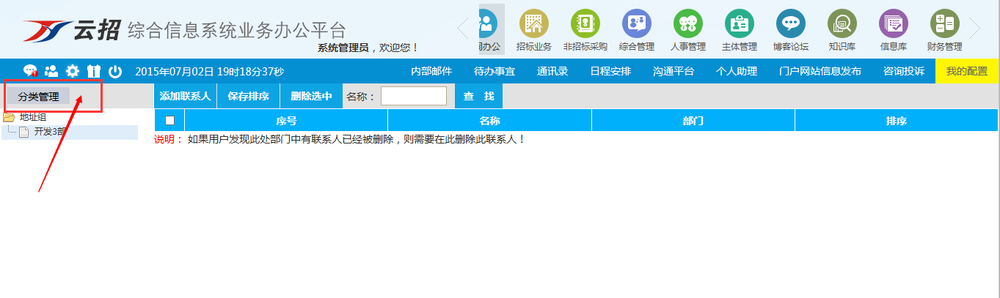 云招 综合信息系统业务办公平台
系统管理员，欢迎您！
办公 招标业务 非招标采购 综合管理 人事管理 主体管理 博客论坛 知识库 信息库 财务管理
2015年07月02日 19时18分37秒 内部邮件 待办事宜 通讯录 日程安排 沟通平台 个人助理 门户网站信息发布 咨询投诉 我的配置
分类管理 添加联系人 保存排序 删除选中 名称： 查 找
地址组
开发3部
序号 名称 部门 排序
说明： 如果用户发现此处部门中有联系人已经被删除，则需要在此删除此联系人！